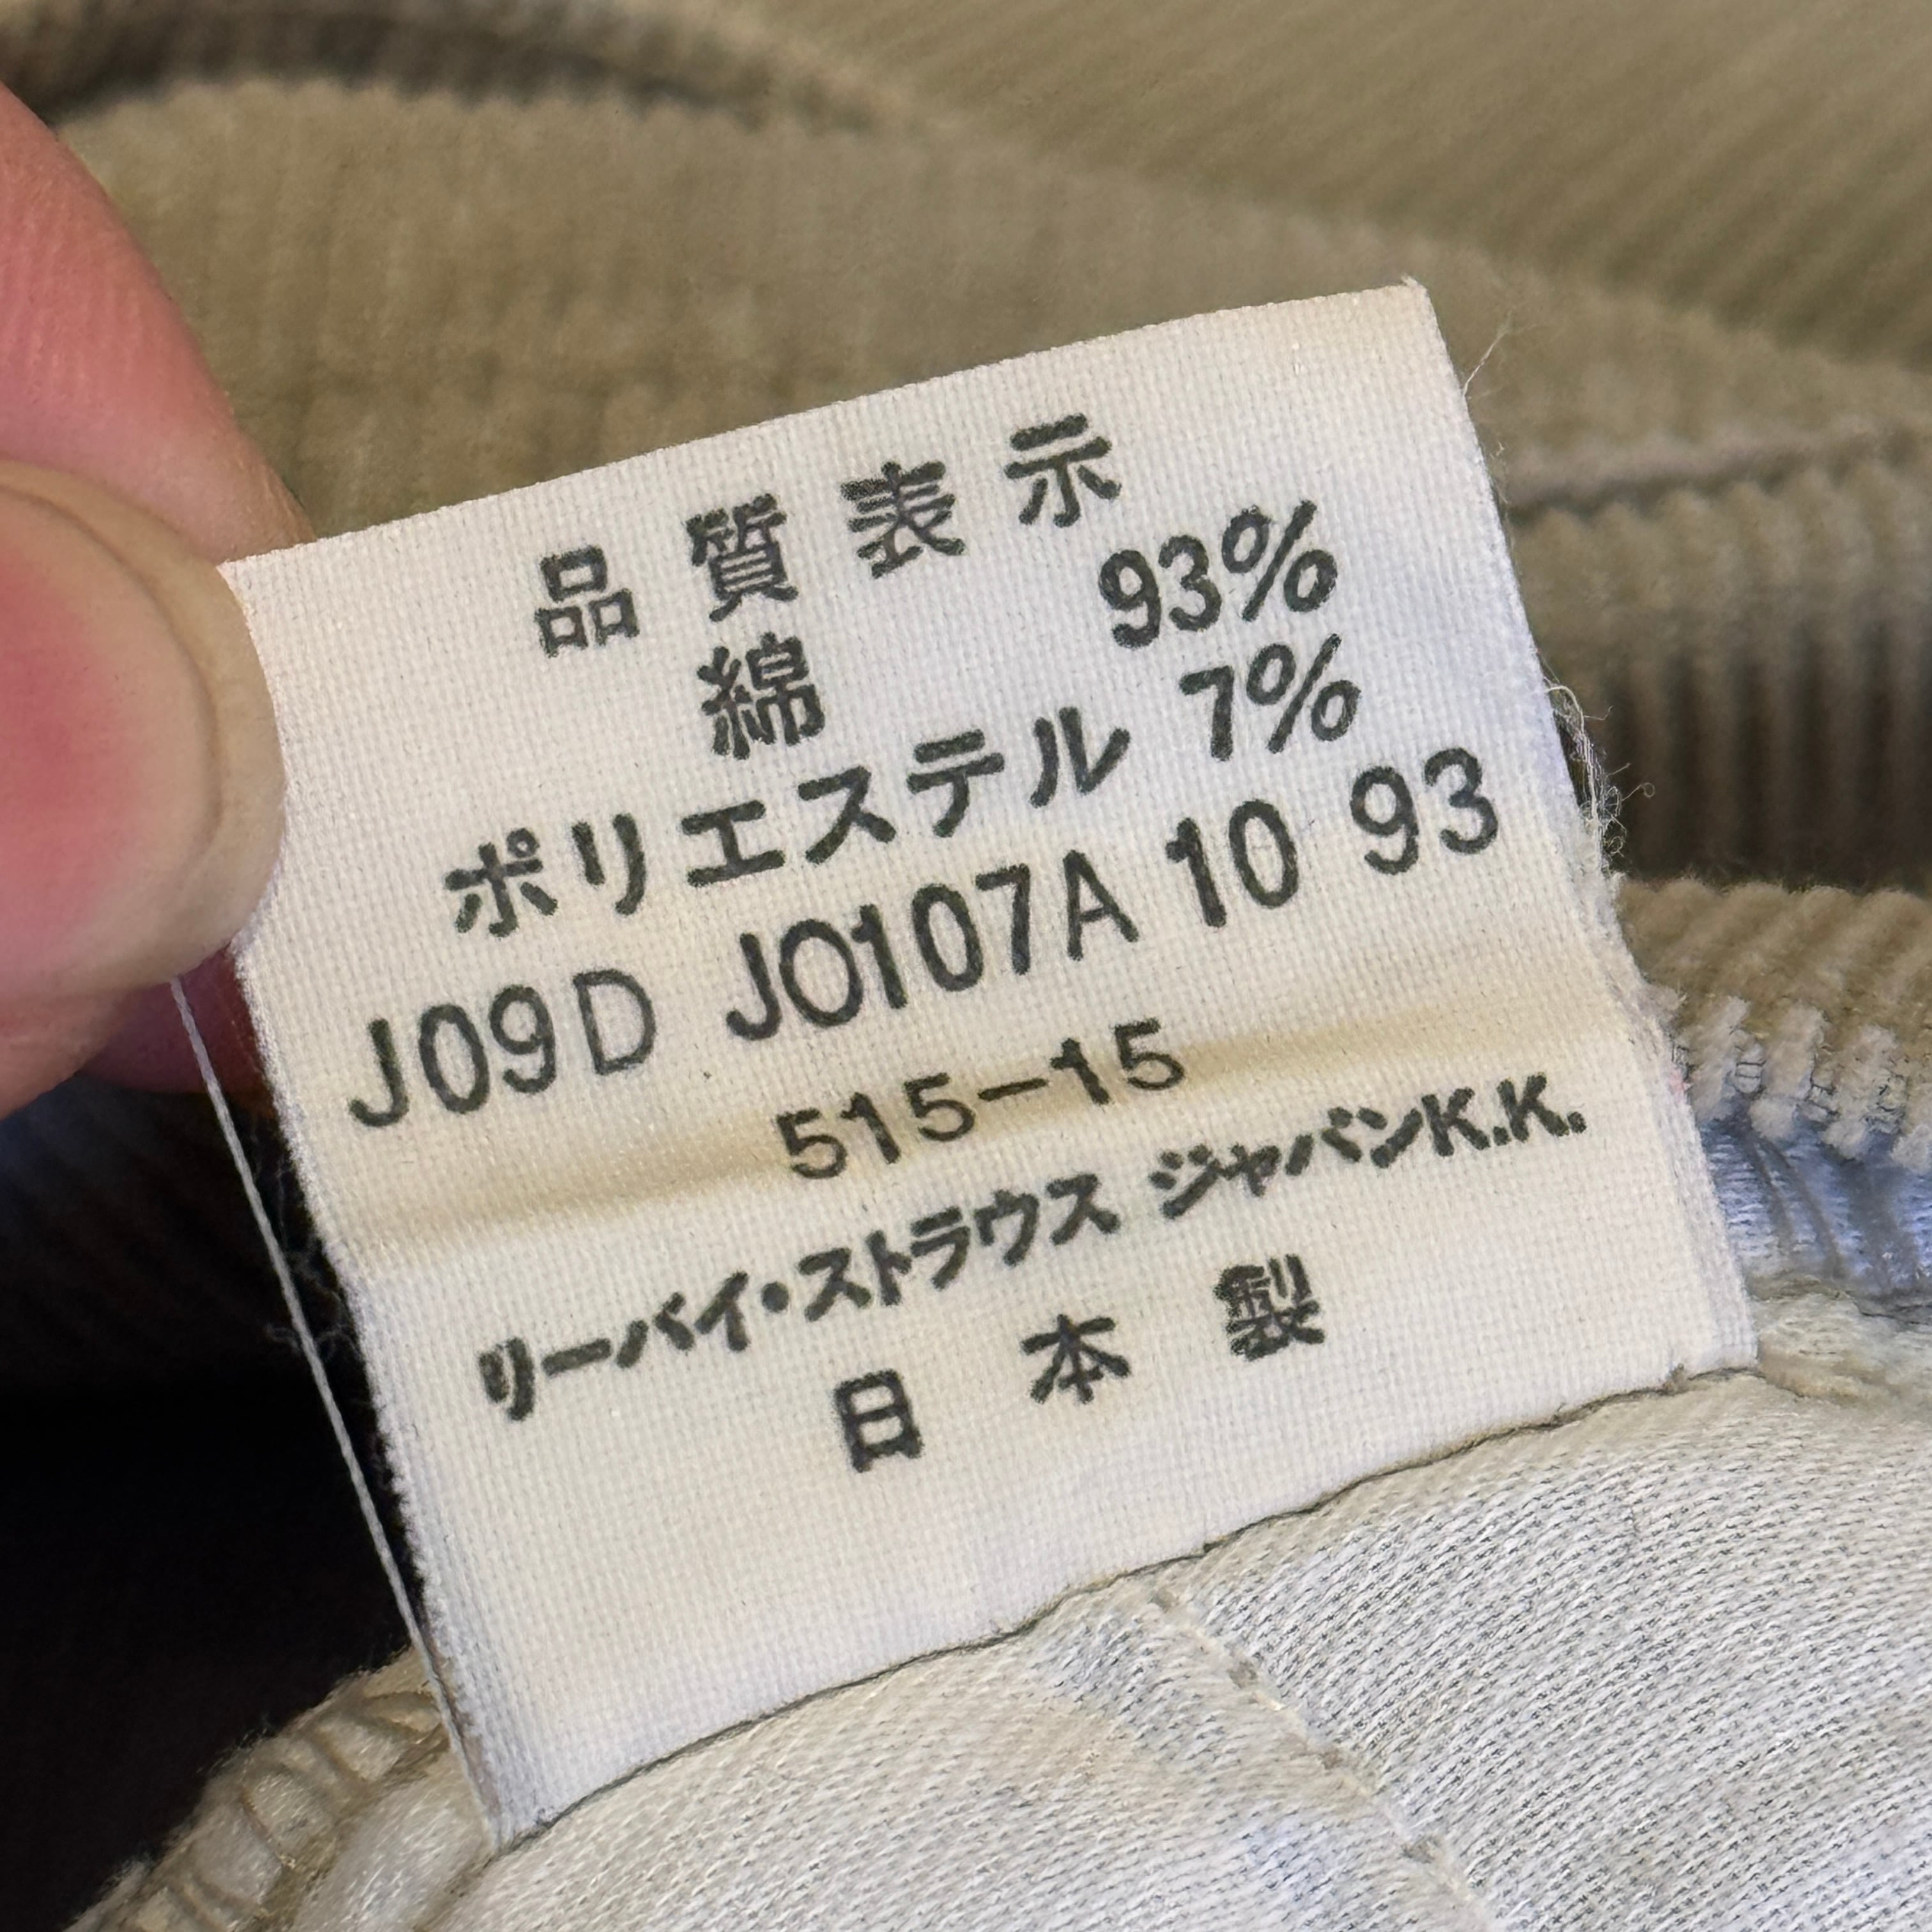 品質表示
綿 93%
ポリエステル 7%
J09D JO107A 10 93
515-15
リーバイ・ストラウス ジャパンK.K.
日本製